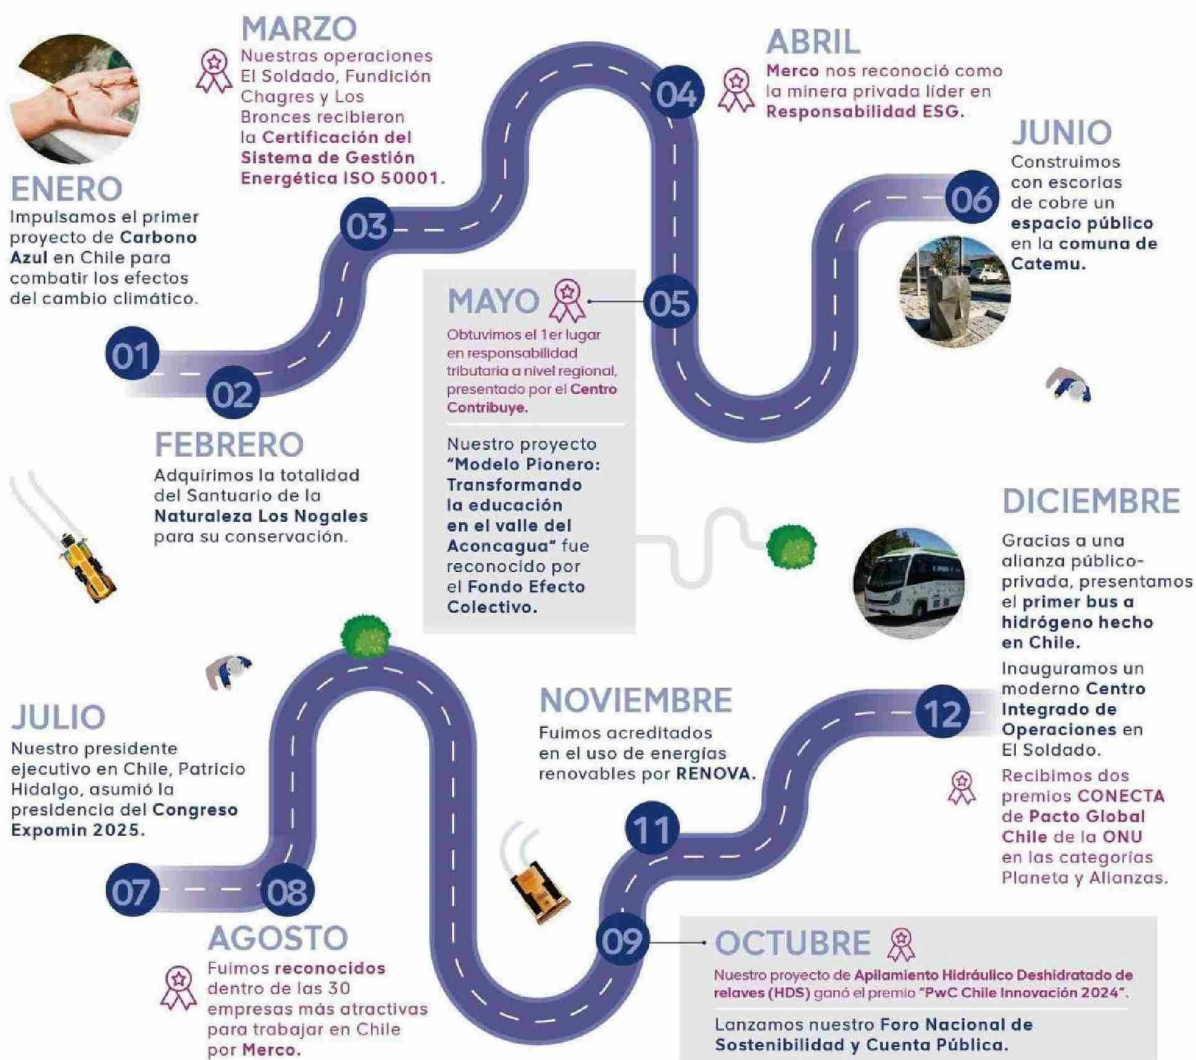 ENERO
Impulsamos el primer
proyecto de Carbono
Azul en Chile para
combatir los efectos
del cambio climático.
01
02
FEBRERO
Adquirimos la totalidad
del Santuario de la
Naturaleza Los Nogales
para su conservación.
MARZO
Nuestras operaciones
El Soldado, Fundición
Chagres y Los
Bronces recibieron
la Certificación del
Sistema de Gestión
Energética ISO 50001.
03
04
ABRIL
Merco nos reconoció como
la minera privada líder en
Responsabilidad ESG.
MAYO
05
Obtuvimos el 1er lugar
en responsabilidad
tributaria a nivel regional,
presentado por el Centro
Contribuye.
Nuestro proyecto
"Modelo Pionero:
Transformando
la educación
en el valle del
Aconcagua" fue
reconocido por
el Fondo Efecto
Colectivo.
JUNIO
06
Construimos
con escorias
de cobre un
espacio público
en la comuna de
Catemu.
JULIO
Nuestro presidente
ejecutivo en Chile, Patricio
Hidalgo, asumió la
presidencia del Congreso
Expomin 2025.
07
08
AGOSTO
Fuimos reconocidos
dentro de las 30
empresas más atractivas
para trabajar en Chile
por Merco.
09
OCTUBRE
Nuestro proyecto de Apilamiento Hidráulico Deshidratado de
relaves (HDS) ganó el premio "PwC Chile Innovación 2024".
Lanzamos nuestro Foro Nacional de
Sostenibilidad y Cuenta Pública.
NOVIEMBRE
Fuimos acreditados
en el uso de energías
renovables por RENOVA.
11
12
DICIEMBRE
Gracias a una
alianza público-
privada, presentamos
el primer bus a
hidrógeno hecho
en Chile.
Inauguramos un
moderno Centro
Integrado de
Operaciones en
El Soldado.
Recibimos dos
premios CONECTA
de Pacto Global
Chile de la ONU
en las categorías
Planeta y Alianzas.